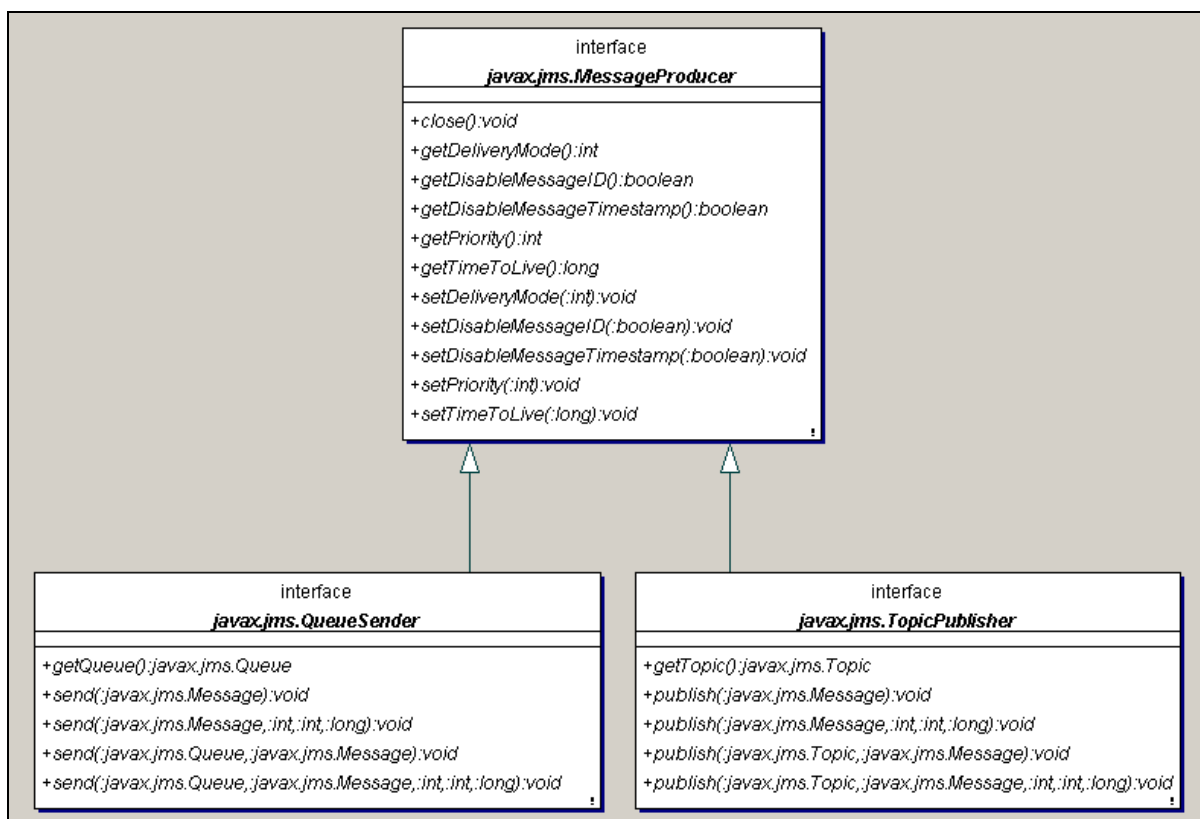 interface
javax.jms.MessageProducer
+close():void
+getDeliveryMode():int
+getDisableMessageID():boolean
+getDisableMessageTimestamp():boolean
+getPriority():int
+getTimeToLive():long
+setDeliveryMode(:int):void
+setDisableMessageID(:boolean):void
+setDisableMessageTimestamp(:boolean):void
+setPriority(:int):void
+setTimeToLive(:long):void
!
interface
javax.jms.QueueSender
+getQueue():javax.jms.Queue
+send(:javax.jms.Message):void
+send(:javax.jms.Message,:int,:int,:long):void
+send(:javax.jms.Queue,:javax.jms.Message):void
+send(:javax.jms.Queue,:javax.jms.Message,:int,:int,:long):void
!
interface
javax.jms.TopicPublisher
+getTopic():javax.jms.Topic
+publish(:javax.jms.Message):void
+publish(:javax.jms.Message,:int,:int,:long):void
+publish(:javax.jms.Topic,:javax.jms.Message):void
+publish(:javax.jms.Topic,:javax.jms.Message,:int,:int,:long):void
!